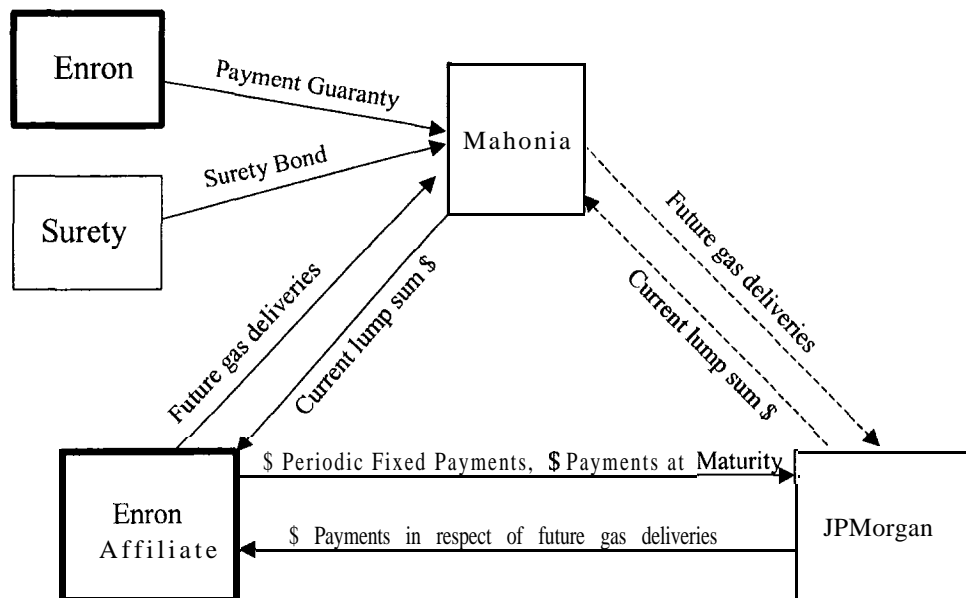 Enron
Payment Guaranty
Mahonia
Surety Bond
Surety
Future gas deliveries
Current lump sum $
Future gas deliveries
Current lump sum $
$ Periodic Fixed Payments, $ Payments at Maturity
Enron
Affiliate
$ Payments in respect of future gas deliveries
JPMorgan